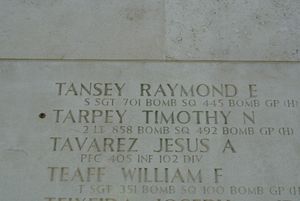 TANSEY RAYMOND E
S SGT 701 BOMB SQ 445 BOMB GP (H)
TARPEY TIMOTHY N
2 LT 858 BOMB SQ 492 BOMB GP (H)
TAVAREZ JESUS A
PFC 405 INF 102 DIV
TEAFF WILLIAM F
T SGT 351 BOMB SQ 100 BOMB GP (H)
JOSEPH